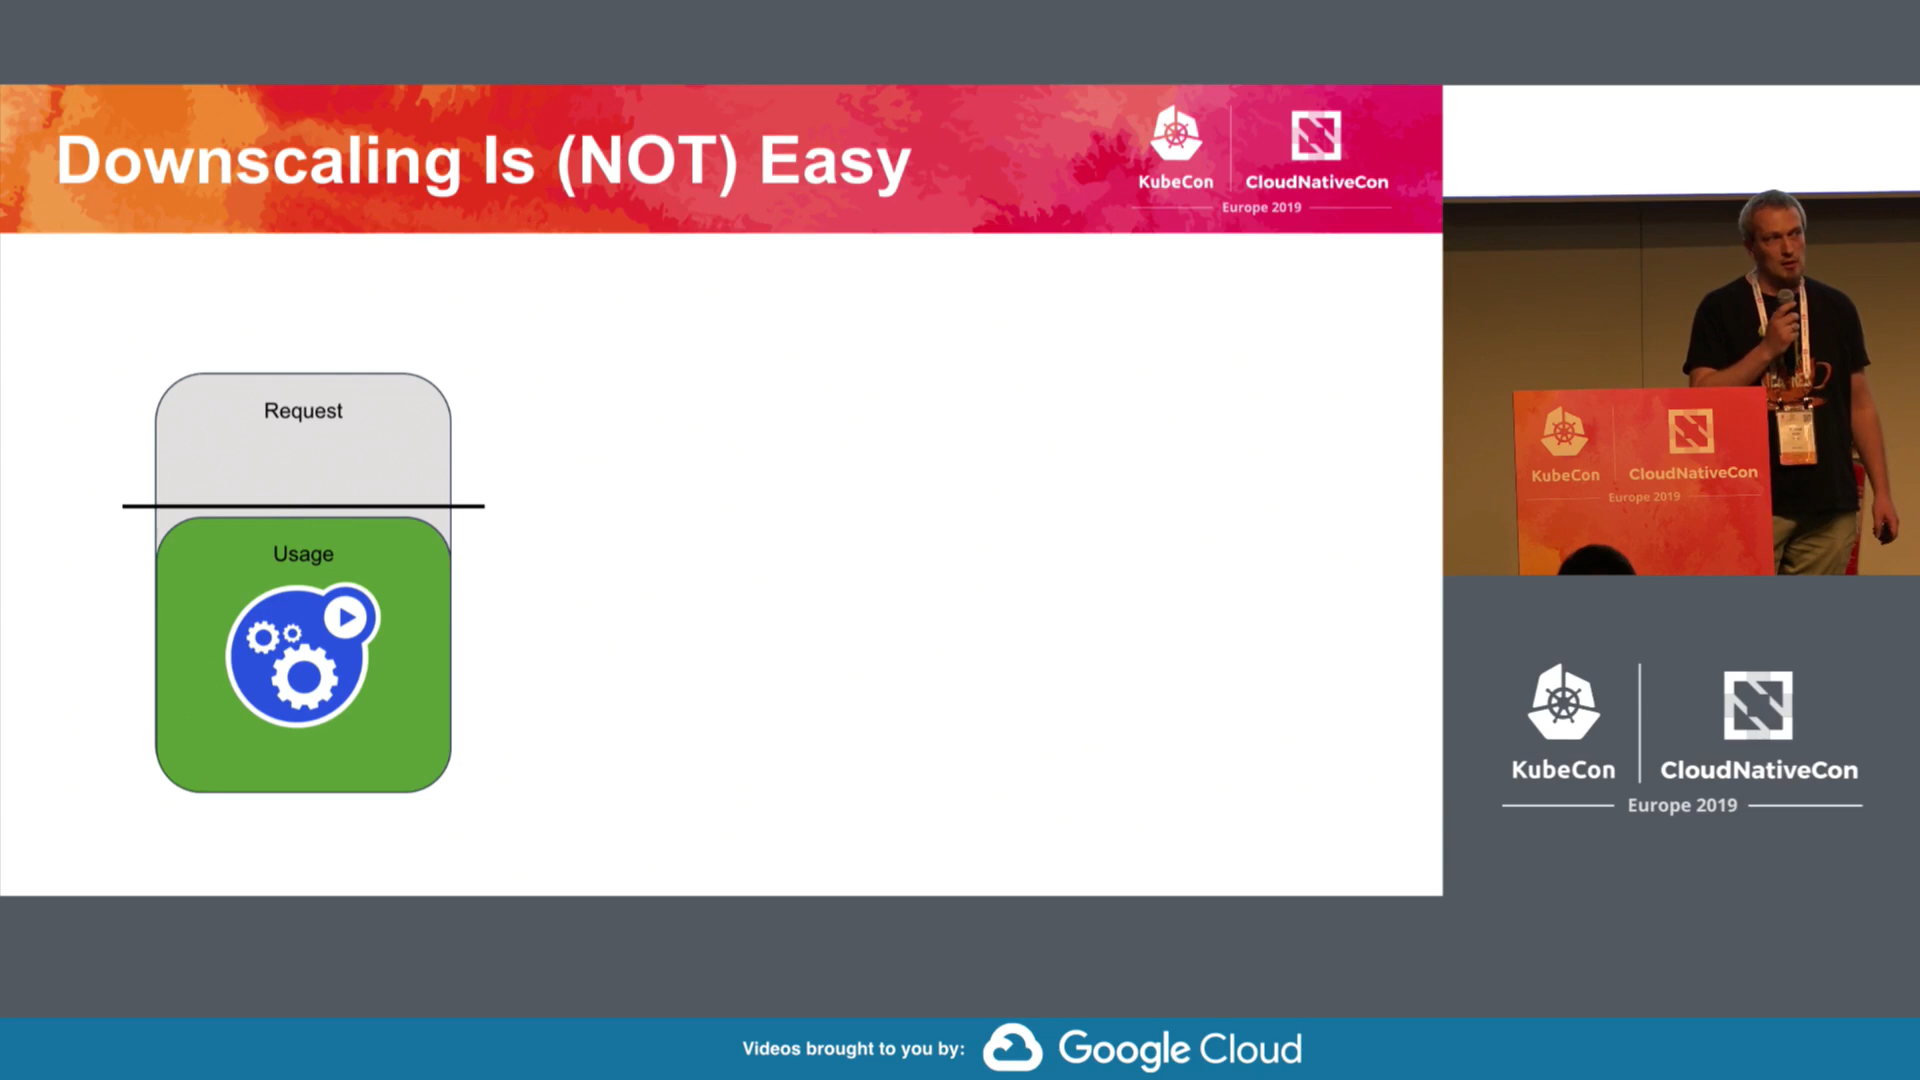 Downscaling Is (NOT) Easy
KubeCon
CloudNativeCon
Europe 2019
Request
Usage
KubeCon
CloudNativeCon
Europe 2019
KubeCon
CloudNativeCon
Europe 2019
Videos brought to you by:
Google Cloud